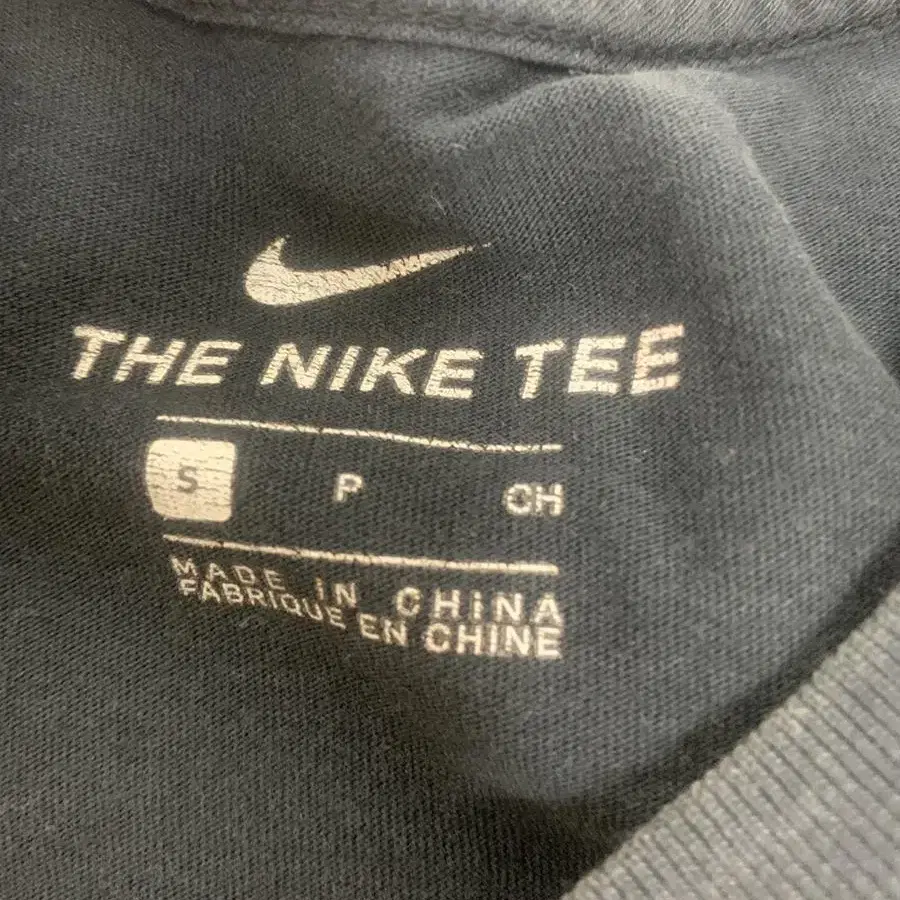 THE NIKE TEE
S P CH
MADE IN CHINA
FABRIQUE EN CHINE